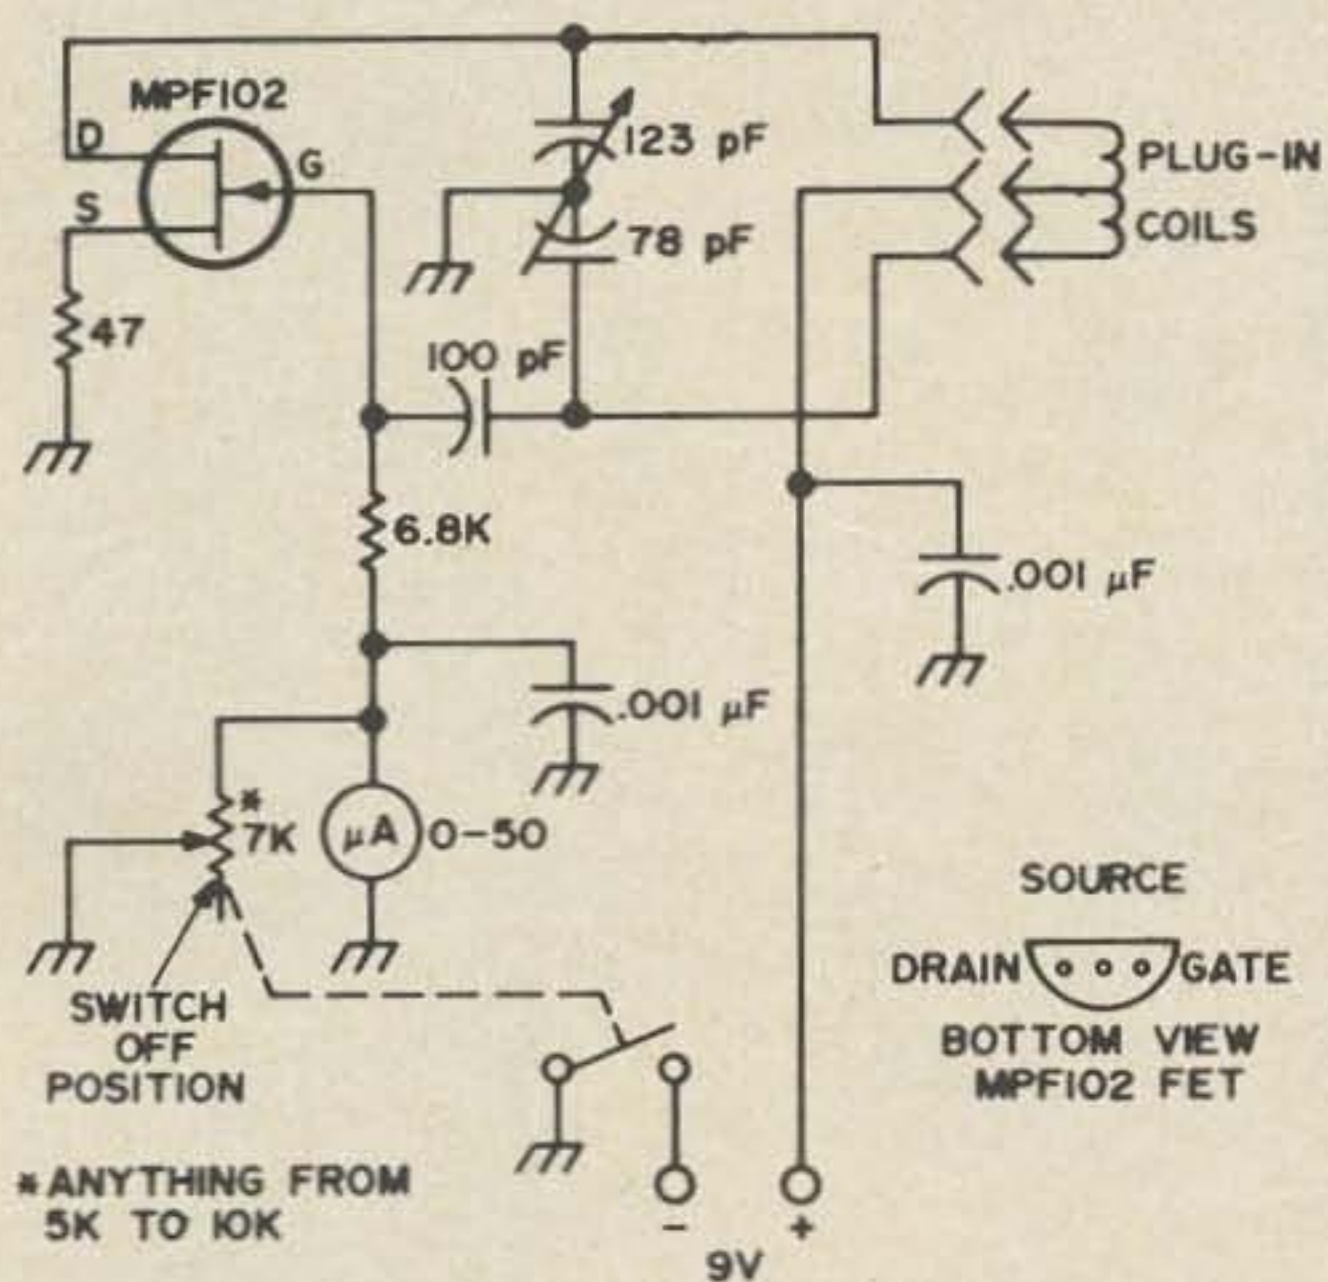 MPF102
D
G
S
47
123 pF
78 pF
PLUG-IN
COILS
100 pF
6.8K
.001 µF
.001 µF
*
7K
µA
0-50
SWITCH
OFF
POSITION
SOURCE
DRAIN
GATE
BOTTOM VIEW
MPF102 FET
* ANYTHING FROM
5K TO 10K
-
+
9V